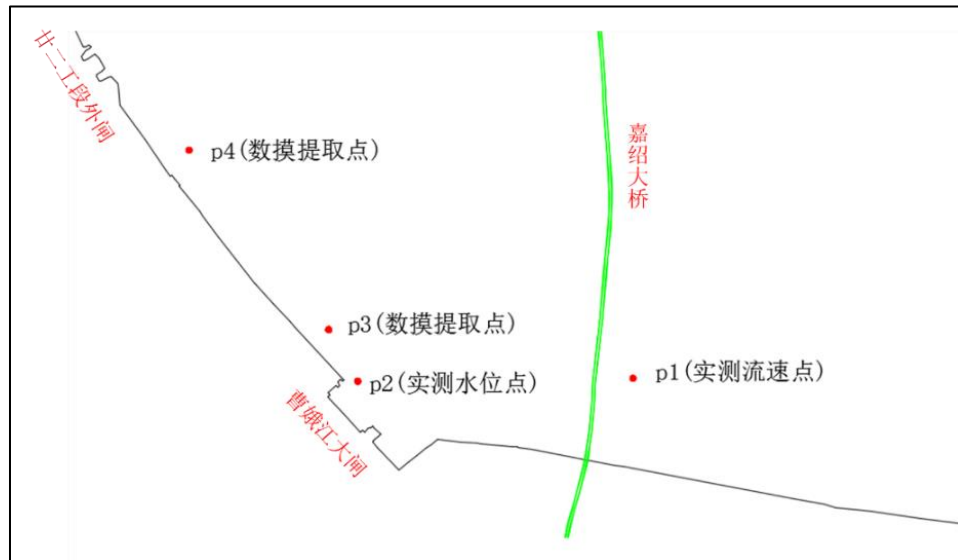 廿二工段外闸
p4(数摸提取点)
嘉绍大桥
p3(数摸提取点)
p2(实测水位点)
p1(实测流速点)
曹娥江大闸